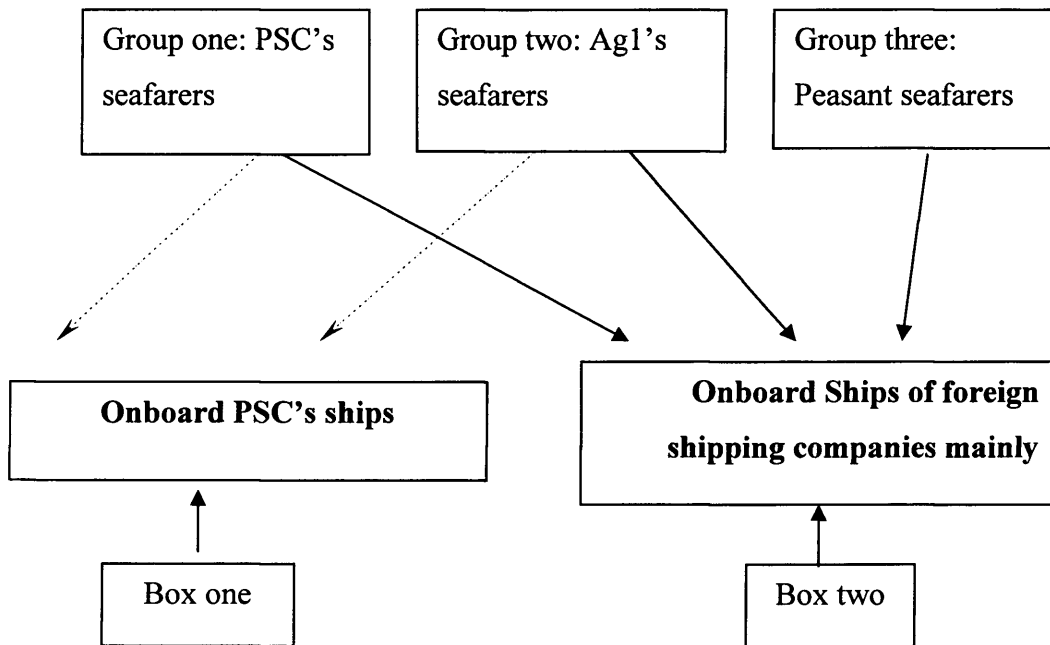 Group one: PSC's
seafarers
Group two: Ag1's
seafarers
Group three:
Peasant seafarers
Onboard PSC's ships
Onboard Ships of foreign
shipping companies mainly
Box one
Box two